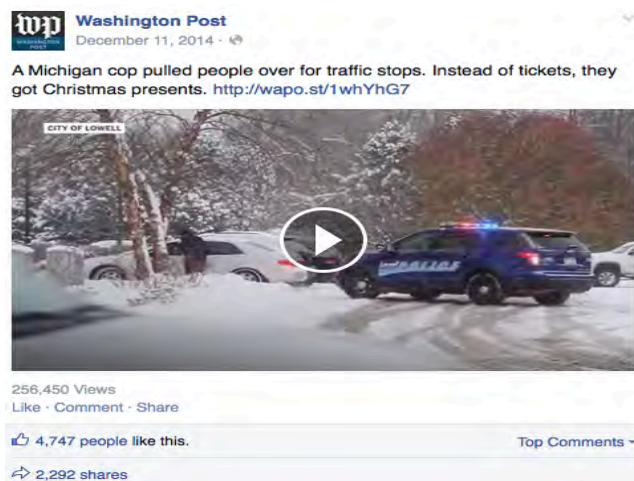 wp
WASHINGTON
POST
Washington Post
December 11, 2014 ·
A Michigan cop pulled people over for traffic stops. Instead of tickets, they
got Christmas presents. http://wapo.st/1whYhG7
CITY OF LOWELL
POLICE
256,450 Views
Like · Comment · Share
4,747 people like this.
Top Comments
2,292 shares